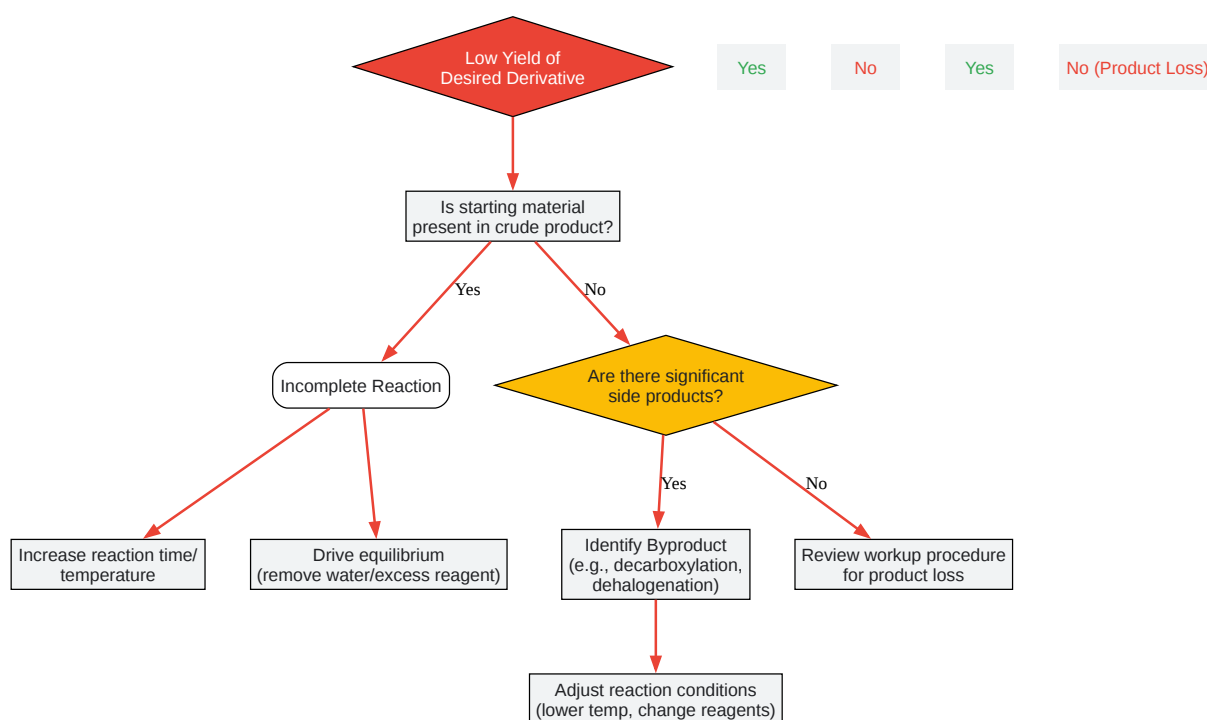 Low Yield of
Desired Derivative
Yes
No
Yes
No (Product Loss)
Is starting material
present in crude product?
Yes
No
Incomplete Reaction
Are there significant
side products?
Yes
No
Increase reaction time/
temperature
Drive equilibrium
(remove water/excess reagent)
Identify Byproduct
(e.g., decarboxylation,
dehalogenation)
Review workup procedure
for product loss
Adjust reaction conditions
(lower temp, change reagents)